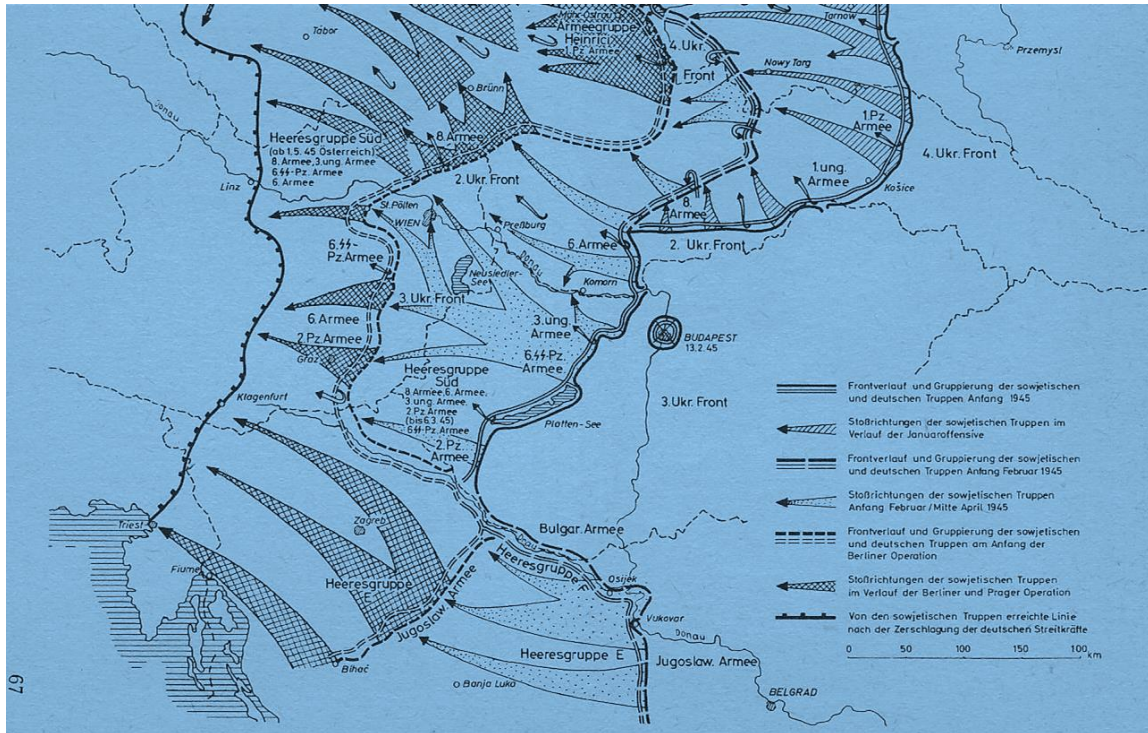 Tábor
Mähr.-Ostrau
Armeegruppe
Heinrici
1.Pz.Armee
4.Ukr.
Front
Tarnow
Przemysl
Nowy Targ
Brünn
Donau
8.Armee
1.Pz.
Armee
4.Ukr.Front
Heeresgruppe Süd
(ab 1.5.45 Österreich)
8.Armee,3.ung.Armee
6.SS-Pz.Armee
6.Armee
Linz
2.Ukr.Front
1.ung.
Armee
Košice
St.Pölten
WIEN
Preßburg
8.
Armee
6.Armee
2.Ukr.Front
6.SS-
Pz.Armee
Neusiedler-
See
Donau
Komorn
3.Ukr.Front
6.Armee
2.Pz.Armee
Graz
3.ung.
Armee
6.SS-Pz.
Armee
BUDAPEST
13.2.45
Heeresgruppe
Süd
8.Armee,6.Armee,
3.ung.Armee,
2.Pz.Armee
(bis 6.3.45)
6.SS-Pz.Armee
Klagenfurt
Platten-See
3.Ukr.Front
2.Pz.
Armee
Triest
Fiume
Zagreb
Heeresgruppe
E
Jugoslaw.Armee
Bulgar.Armee
Drau
Heeresgruppe F
Osijek
Vukovar
Donau
Heeresgruppe E
Jugoslaw.Armee
Bihać
Banja Luka
BELGRAD
Frontverlauf und Gruppierung der sowjetischen
und deutschen Truppen Anfang 1945
Stoßrichtungen der sowjetischen Truppen im
Verlauf der Januaroffensive
Frontverlauf und Gruppierung der sowjetischen
und deutschen Truppen Anfang Februar 1945
Stoßrichtungen der sowjetischen Truppen
Anfang Februar/Mitte April 1945
Frontverlauf und Gruppierung der sowjetischen
und deutschen Truppen am Anfang der
Berliner Operation
Stoßrichtungen der sowjetischen Truppen
im Verlauf der Berliner und Prager Operation
Von den sowjetischen Truppen erreichte Linie
nach der Zerschlagung der deutschen Streitkräfte
0 50 100 150 100
km
67